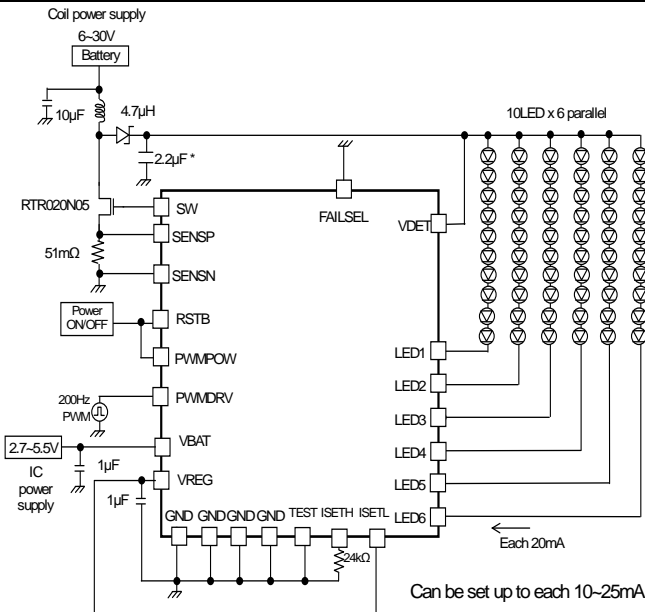 Coil power supply
6~30V
Battery
10µF
4.7µH
2.2µF *
10LED x 6 parallel
RTR020N05
SW
FAILSEL
VDET
SENSP
51mΩ
SENSN
Power
ON/OFF
RSTB
PWMPOW
LED1
LED2
200Hz
PWM
PWMDRV
LED3
2.7~5.5V
VBAT
LED4
IC
power
supply
1µF
VREG
LED5
1µF
GND GND GND GND TEST ISETH ISETL
LED6
24kΩ
Each 20mA
Can be set up to each 10~25mA